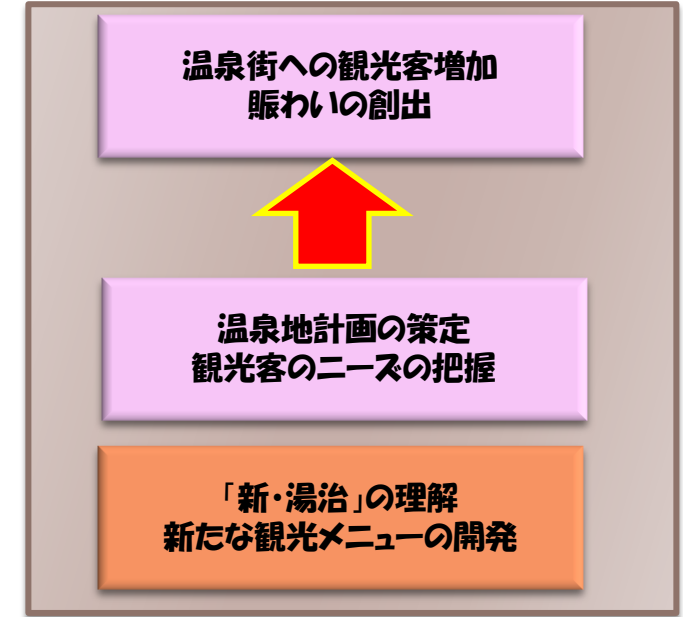 温泉街への観光客増加
賑わいの創出
温泉地計画の策定
観光客のニーズの把握
「新・湯治」の理解
新たな観光メニューの開発